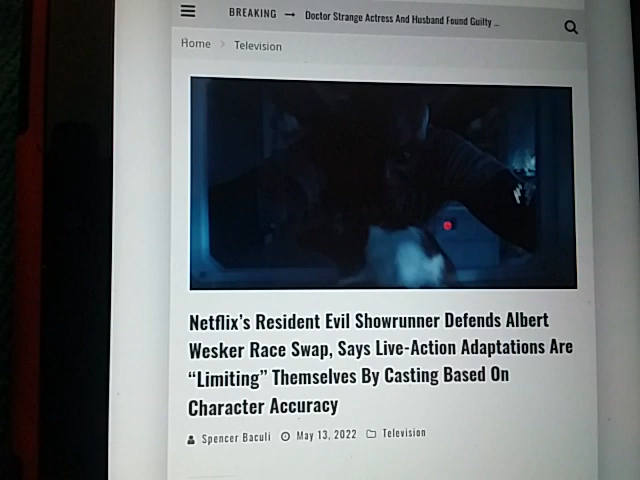 BREAKING → Doctor Strange Actress And Husband Found Guilty ...
Home > Television
Netflix's Resident Evil Showrunner Defends Albert
Wesker Race Swap, Says Live-Action Adaptations Are
“Limiting” Themselves By Casting Based On
Character Accuracy
Spencer Baculi May 13, 2022 Television